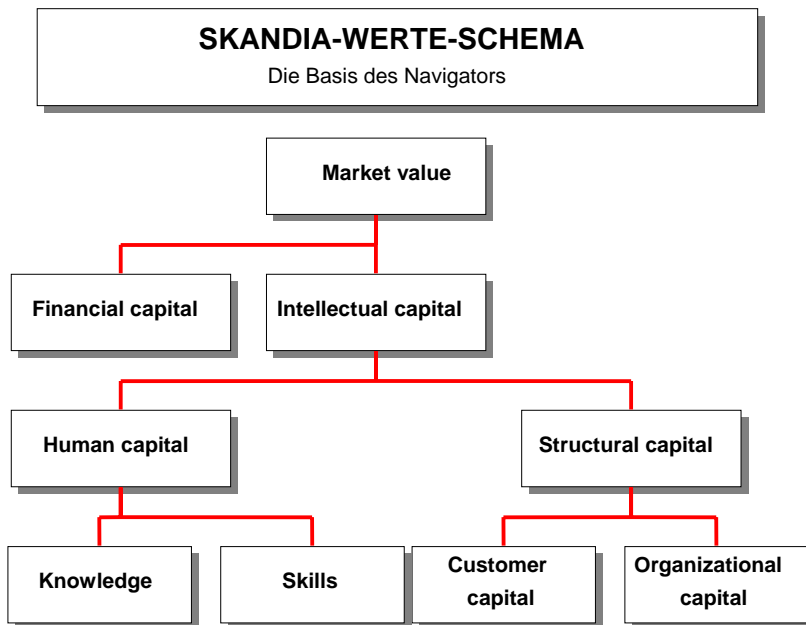 SKANDIA-WERTE-SCHEMA
Die Basis des Navigators
Market value
Financial capital
Intellectual capital
Human capital
Structural capital
Knowledge
Skills
Customer
capital
Organizational
capital